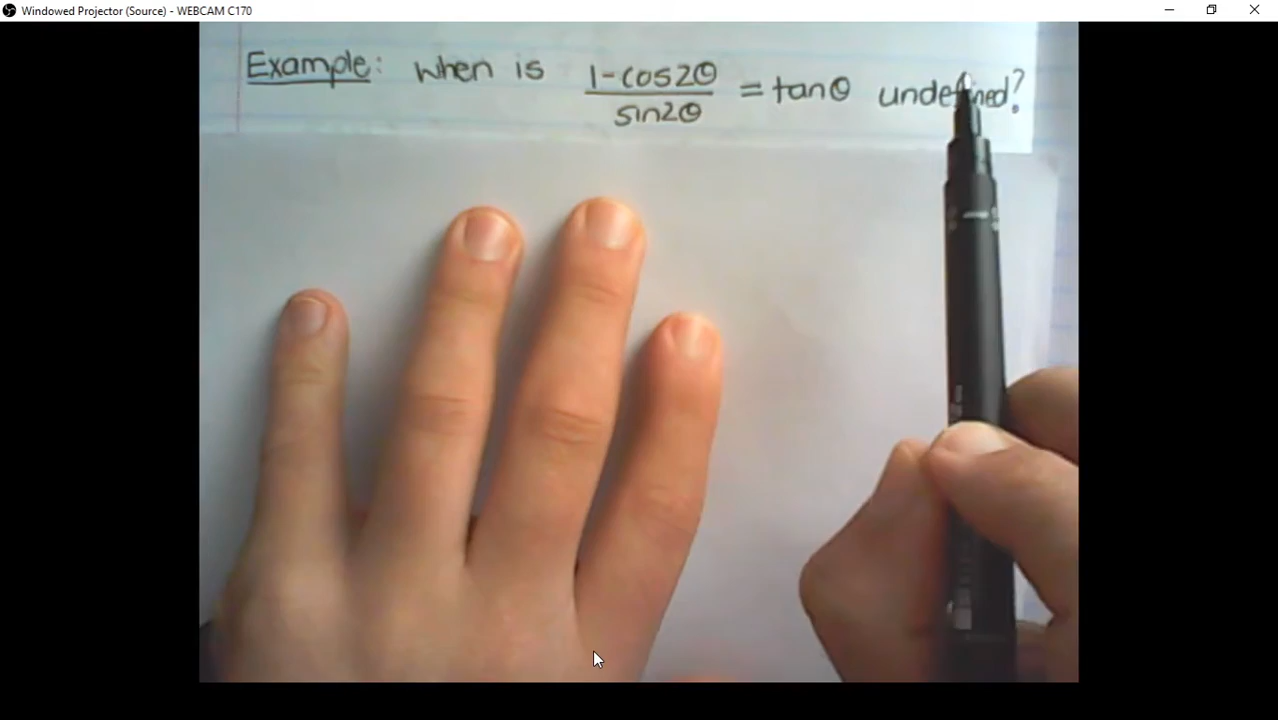 Windowed Projector (Source) - WEBCAM C170
Example: When is 1-cos2θ / sin2θ = tanθ undefined?